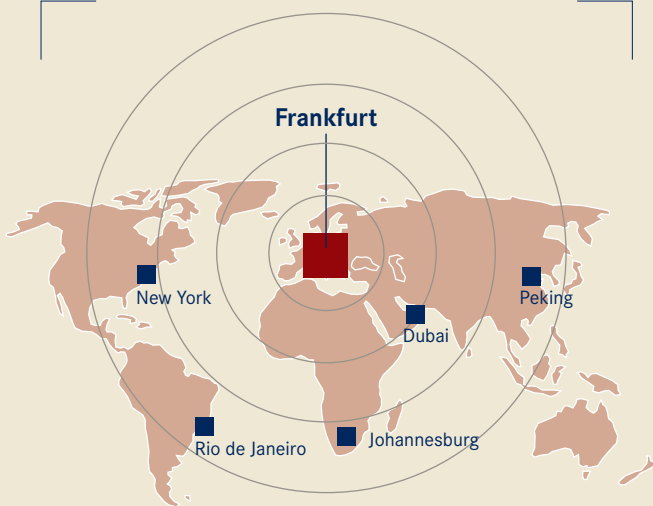 Frankfurt
New York
Peking
Dubai
Rio de Janeiro
Johannesburg